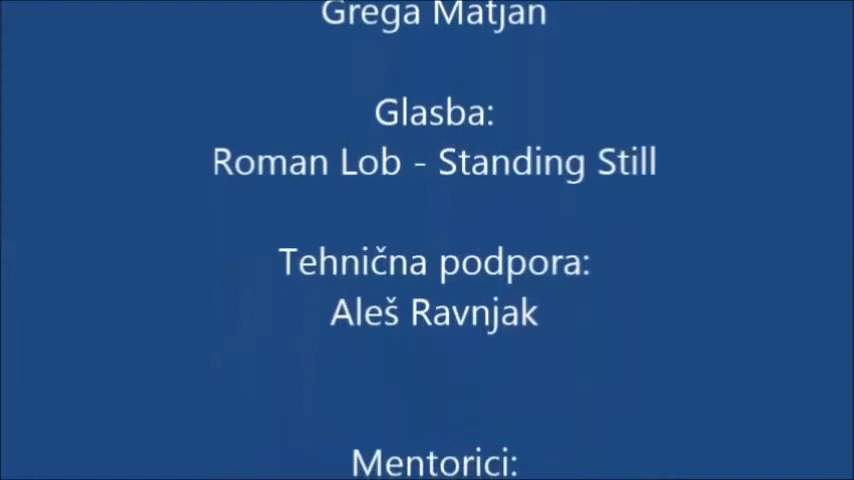 Grega Matjan
Glasba:
Roman Lob - Standing Still
Tehnična podpora:
Aleš Ravnjak
Mentorici: